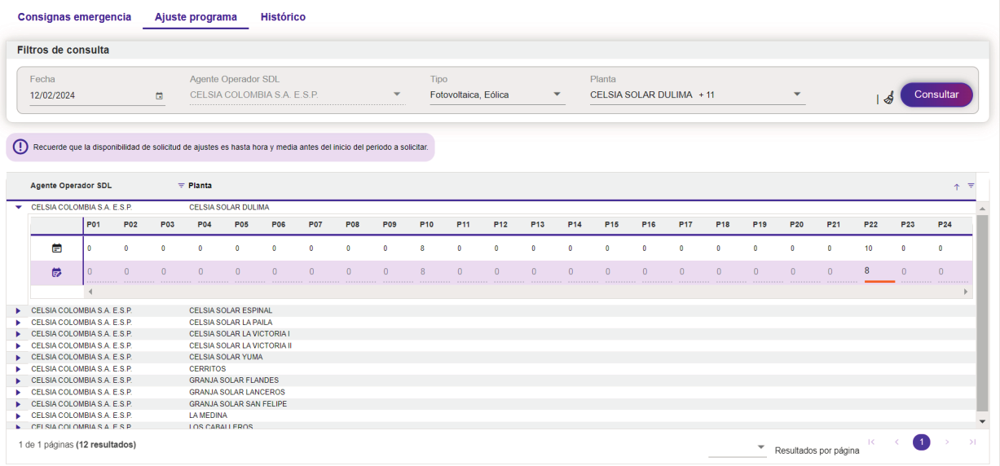 Consignas emergencia Ajuste programa Histórico
Filtros de consulta
Fecha Agente Operador SDL Tipo Planta
12/02/2024 CELSIA COLOMBIA S.A. E.S.P. Fotovoltaica, Eólica CELSIA SOLAR DULIMA + 11 Consultar
Recuerde que la disponibilidad de solicitud de ajustes es hasta hora y media antes del inicio del periodo a solicitar.
Agente Operador SDL Planta
CELSIA COLOMBIA S.A. E.S.P. CELSIA SOLAR DULIMA
P01 P02 P03 P04 P05 P06 P07 P08 P09 P10 P11 P12 P13 P14 P15 P16 P17 P18 P19 P20 P21 P22 P23 P24
0 0 0 0 0 0 0 0 0 8 0 0 0 0 0 0 0 0 0 0 0 10 0 0
0 0 0 0 0 0 0 0 0 8 0 0 0 0 0 0 0 0 0 0 0 8 0 0
CELSIA COLOMBIA S.A. E.S.P. CELSIA SOLAR ESPINAL
CELSIA COLOMBIA S.A. E.S.P. CELSIA SOLAR LA PAILA
CELSIA COLOMBIA S.A. E.S.P. CELSIA SOLAR LA VICTORIA I
CELSIA COLOMBIA S.A. E.S.P. CELSIA SOLAR LA VICTORIA II
CELSIA COLOMBIA S.A. E.S.P. CELSIA SOLAR YUMA
CELSIA COLOMBIA S.A. E.S.P. CERRITOS
CELSIA COLOMBIA S.A. E.S.P. GRANJA SOLAR FLANDES
CELSIA COLOMBIA S.A. E.S.P. GRANJA SOLAR LANCEROS
CELSIA COLOMBIA S.A. E.S.P. GRANJA SOLAR SAN FELIPE
CELSIA COLOMBIA S.A. E.S.P. LA MEDINA
CELSIA COLOMBIA S.A. E.S.P. LOS CABALLEROS
1 de 1 páginas (12 resultados) Resultados por página 1